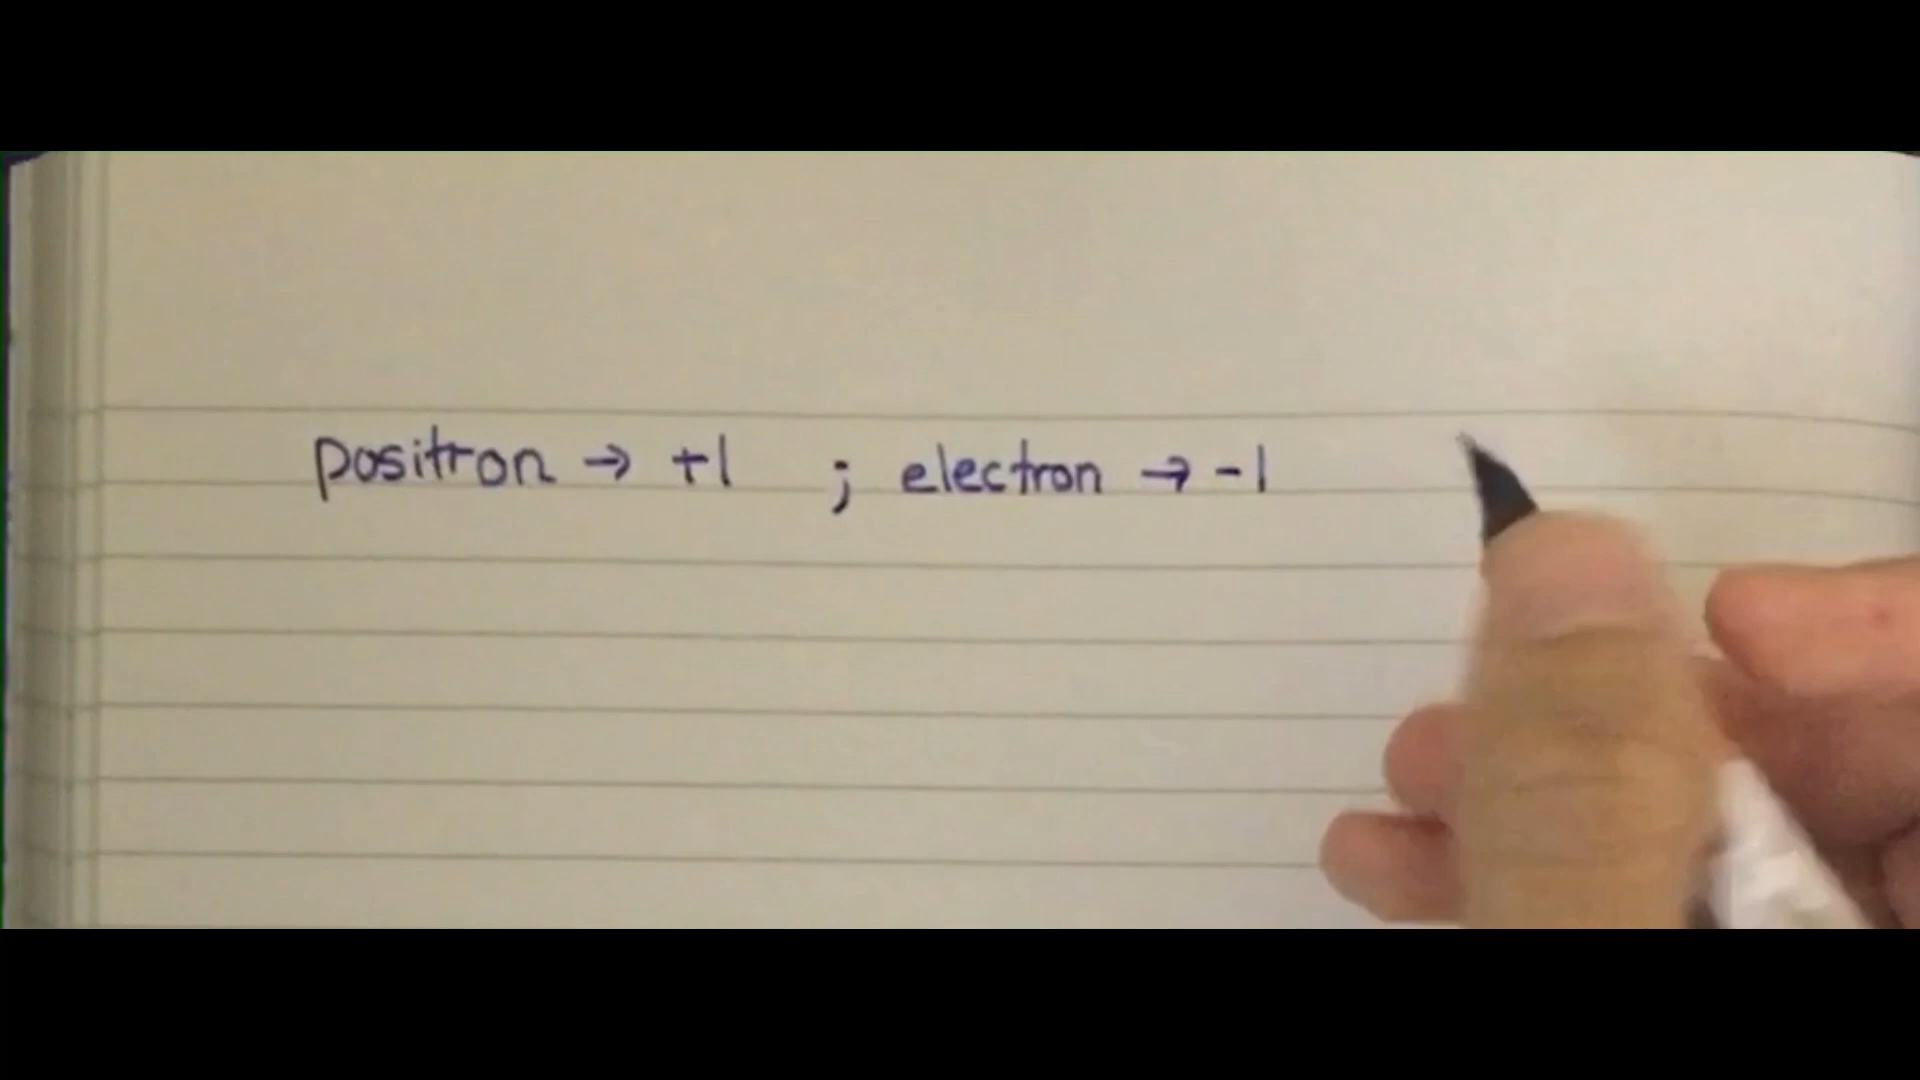 positron → +1 ; electron → -1